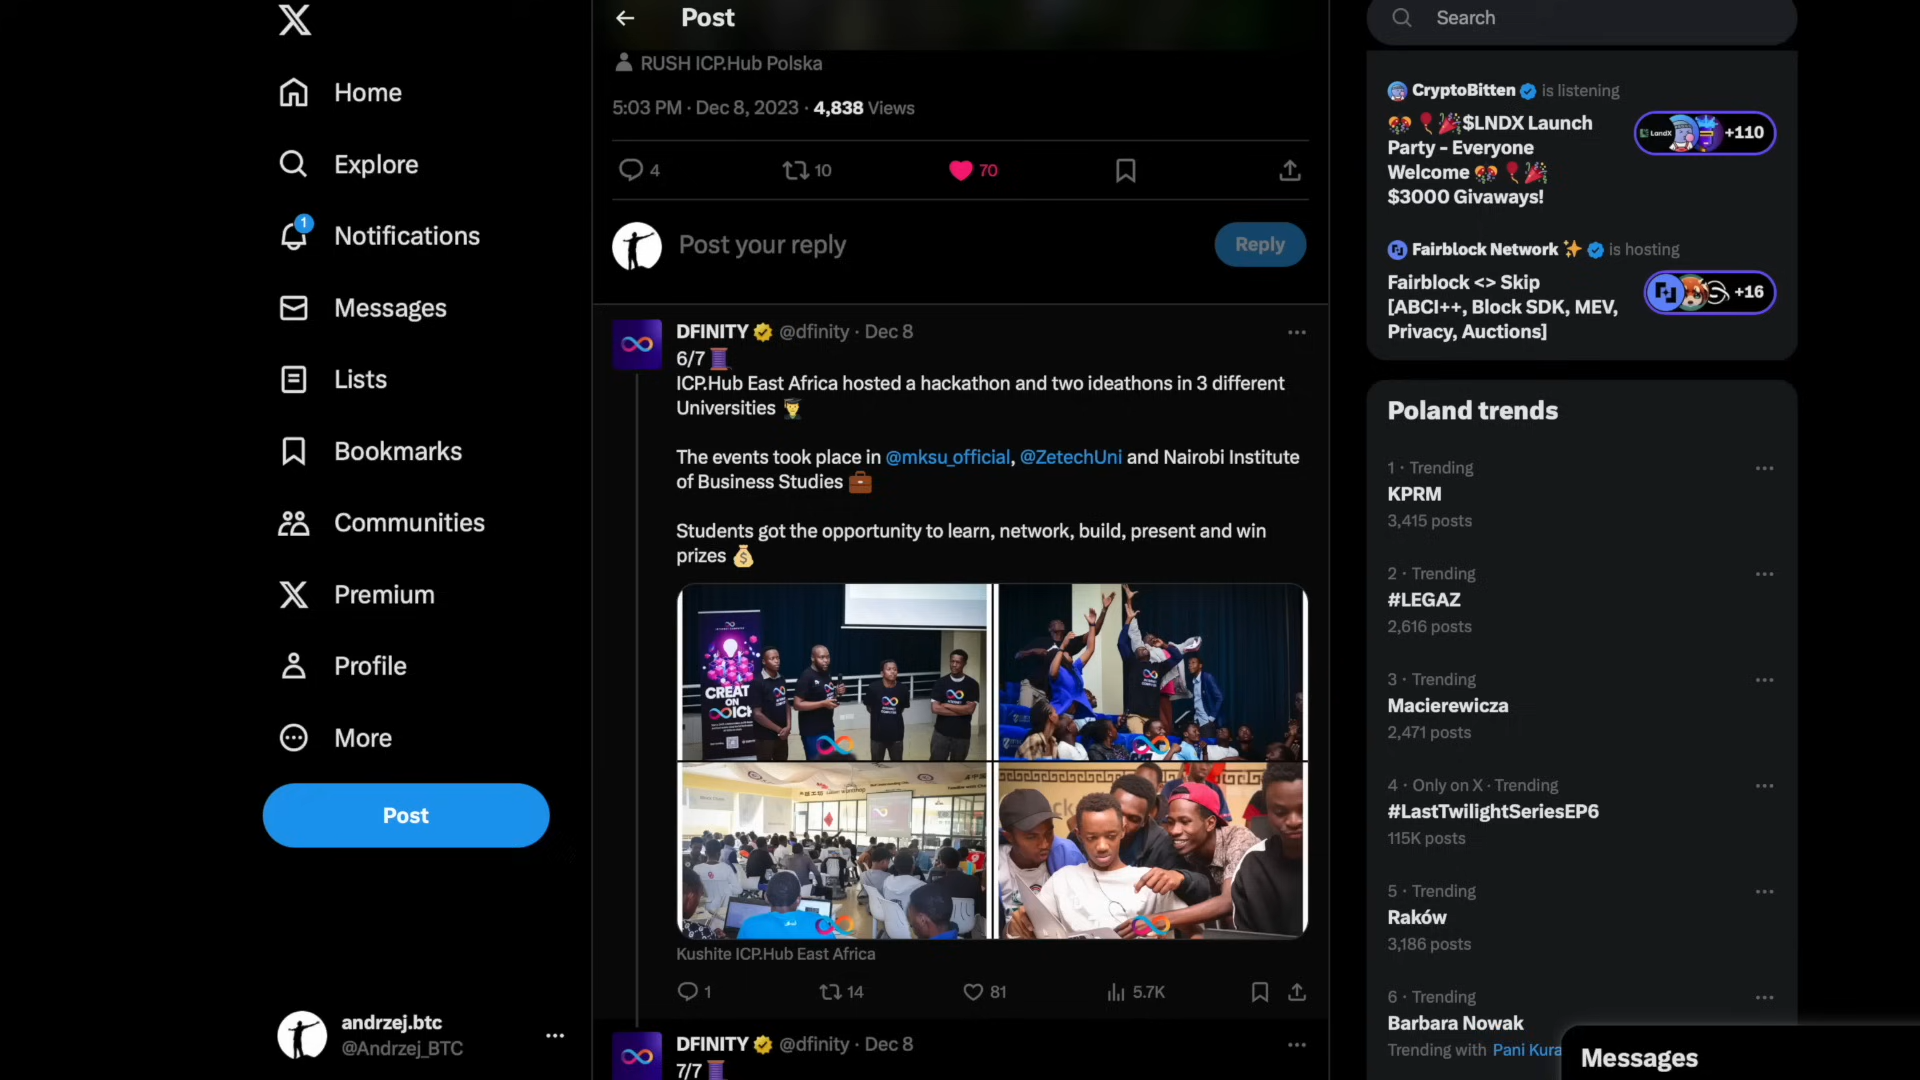 Home
Explore
1
Notifications
Messages
Lists
Bookmarks
Communities
Premium
Profile
More
Post
andrzej.btc
@Andrzej_BTC
Post
RUSH ICP.Hub Polska
5:03 PM · Dec 8, 2023 · 4,838 Views
4
10
70
Post your reply
Reply
DFINITY @dfinity · Dec 8
6/7
ICP.Hub East Africa hosted a hackathon and two ideathons in 3 different
Universities
The events took place in @mksu_official, @ZetechUni and Nairobi Institute
of Business Studies
Students got the opportunity to learn, network, build, present and win
prizes
CREAT
ON
ICP
Kushite ICP.Hub East Africa
1
14
81
5.7K
DFINITY @dfinity · Dec 8
7/7
Search
CryptoBitten is listening
$LNDX Launch
Party - Everyone
Welcome
$3000 Givaways!
LandX
+110
Fairblock Network is hosting
Fairblock <> Skip
[ABCI++, Block SDK, MEV,
Privacy, Auctions]
+16
Poland trends
1 · Trending
KPRM
3,415 posts
2 · Trending
#LEGAZ
2,616 posts
3 · Trending
Macierewicza
2,471 posts
4 · Only on X · Trending
#LastTwilightSeriesEP6
115K posts
5 · Trending
Raków
3,186 posts
6 · Trending
Barbara Nowak
Trending with Pani Kura
Messages